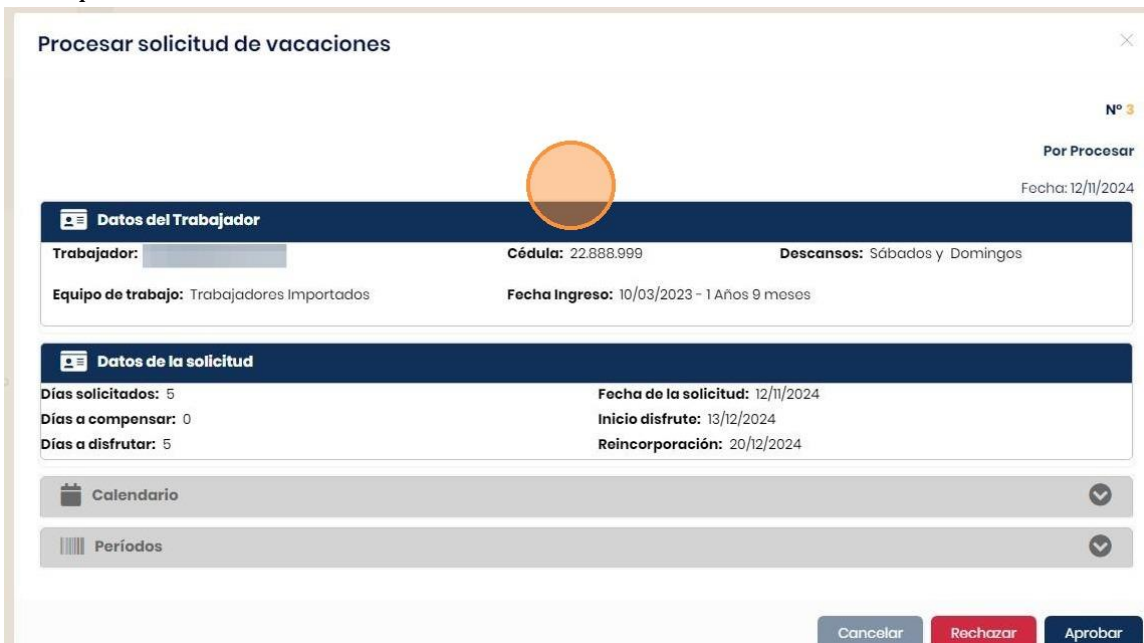 Procesar solicitud de vacaciones
Nº 3
Por Procesar
Fecha: 12/11/2024
Datos del Trabajador
Trabajador:
Cédula: 22.888.999
Descansos: Sábados y Domingos
Equipo de trabajo: Trabajadores Importados
Fecha Ingreso: 10/03/2023 - 1 Años 9 meses
Datos de la solicitud
Días solicitados: 5
Fecha de la solicitud: 12/11/2024
Días a compensar: 0
Inicio disfrute: 13/12/2024
Días a disfrutar: 5
Reincorporación: 20/12/2024
Calendario
Períodos
Cancelar
Rechazar
Aprobar